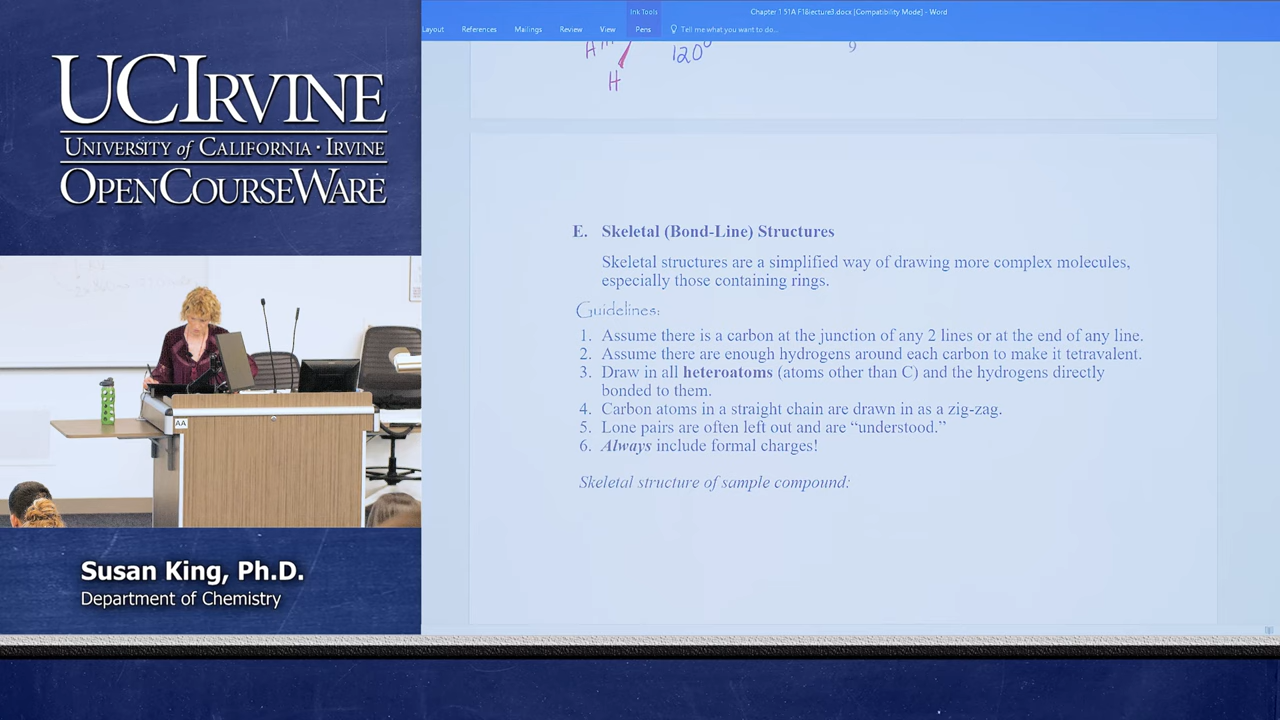 UCIRVINE
UNIVERSITY of CALIFORNIA · IRVINE
OPENCOURSEWARE
AA
Susan King, Ph.D.
Department of Chemistry
Ink Tools
Chapter 1 51A F18lecture3.docx [Compatibility Mode] - Word
Layout References Mailings Review View Pens Tell me what you want to do...
H
120°
H
E. Skeletal (Bond-Line) Structures
Skeletal structures are a simplified way of drawing more complex molecules,
especially those containing rings.
Guidelines:
1. Assume there is a carbon at the junction of any 2 lines or at the end of any line.
2. Assume there are enough hydrogens around each carbon to make it tetravalent.
3. Draw in all heteroatoms (atoms other than C) and the hydrogens directly
bonded to them.
4. Carbon atoms in a straight chain are drawn in as a zig-zag.
5. Lone pairs are often left out and are “understood.”
6. Always include formal charges!
Skeletal structure of sample compound: